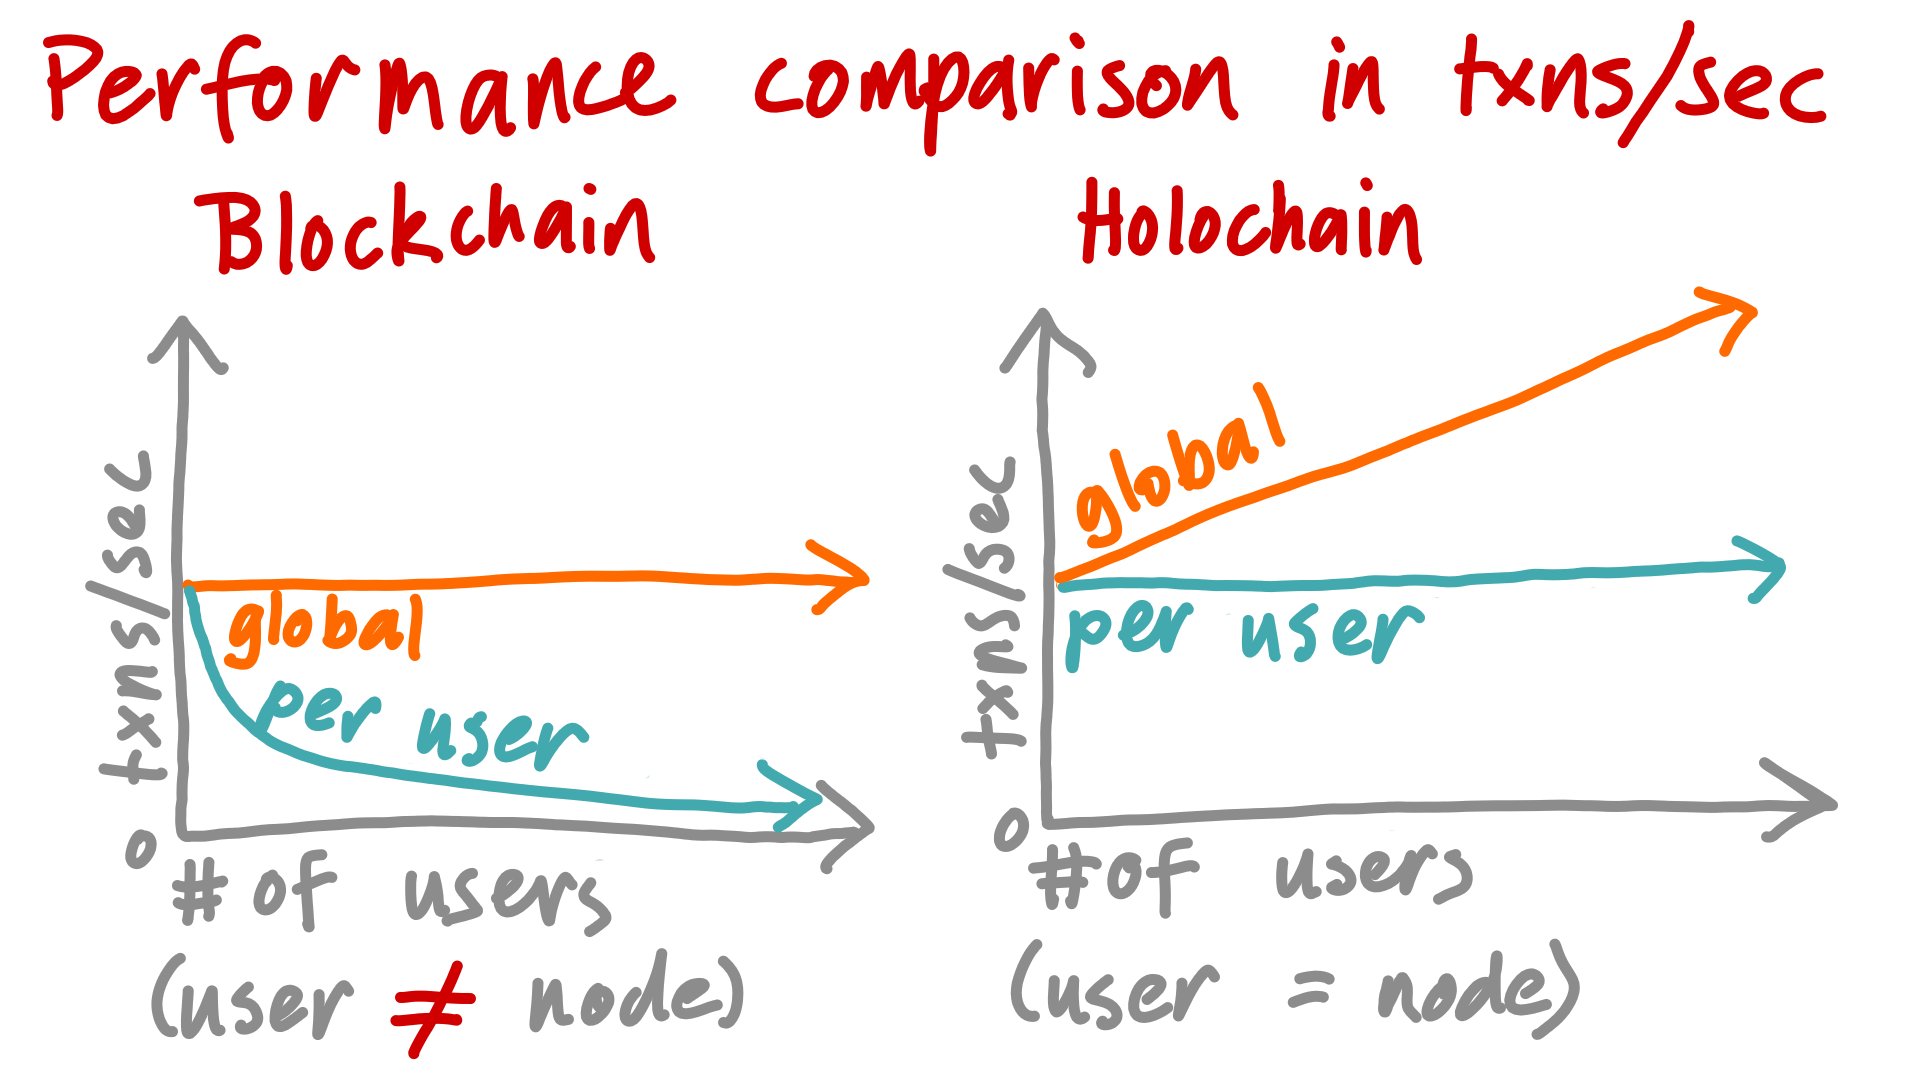 Performance comparison in txns/sec
Blockchain
txns/sec
global
per user
0
# of users
(user ≠ node)
Holochain
txns/sec
global
per user
0
# of users
(user = node)